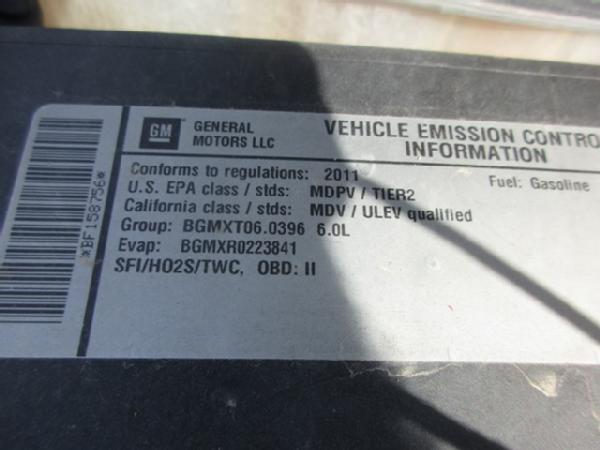 *BF158756*
GM
GENERAL
MOTORS LLC
VEHICLE EMISSION CONTRO
INFORMATION
Conforms to regulations: 2011
Fuel: Gasoline
U.S. EPA class / stds: MDPV / TIER2
California class / stds: MDV / ULEV qualified
Group: BGMXT06.0396 6.0L
Evap: BGMXR0223841
SFI/HO2S/TWC, OBD: II